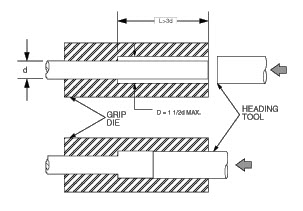 L>3d
d
D = 1 1/2d MAX.
GRIP
DIE
HEADING
TOOL